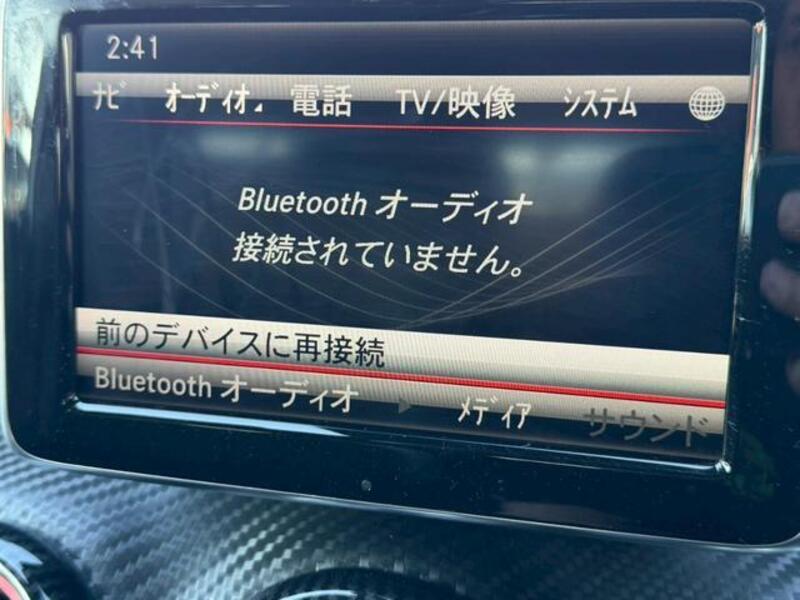 2:41
ナビ オーディオ 電話 TV/映像 システム
Bluetooth オーディオ
接続されていません。
前のデバイスに再接続
Bluetooth オーディオ メディア サウンド